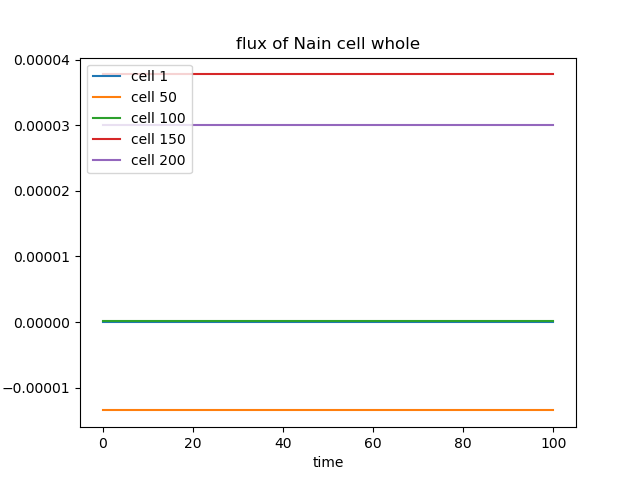 flux of Nain cell whole
0.00004
0.00003
0.00002
0.00001
0.00000
−0.00001
cell 1
cell 50
cell 100
cell 150
cell 200
0 20 40 60 80 100
time